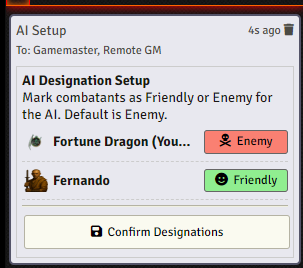 AI Setup 4s ago
To: Gamemaster, Remote GM
AI Designation Setup
Mark combatants as Friendly or Enemy for
the AI. Default is Enemy.
Fortune Dragon (You... Enemy
Fernando Friendly
Confirm Designations